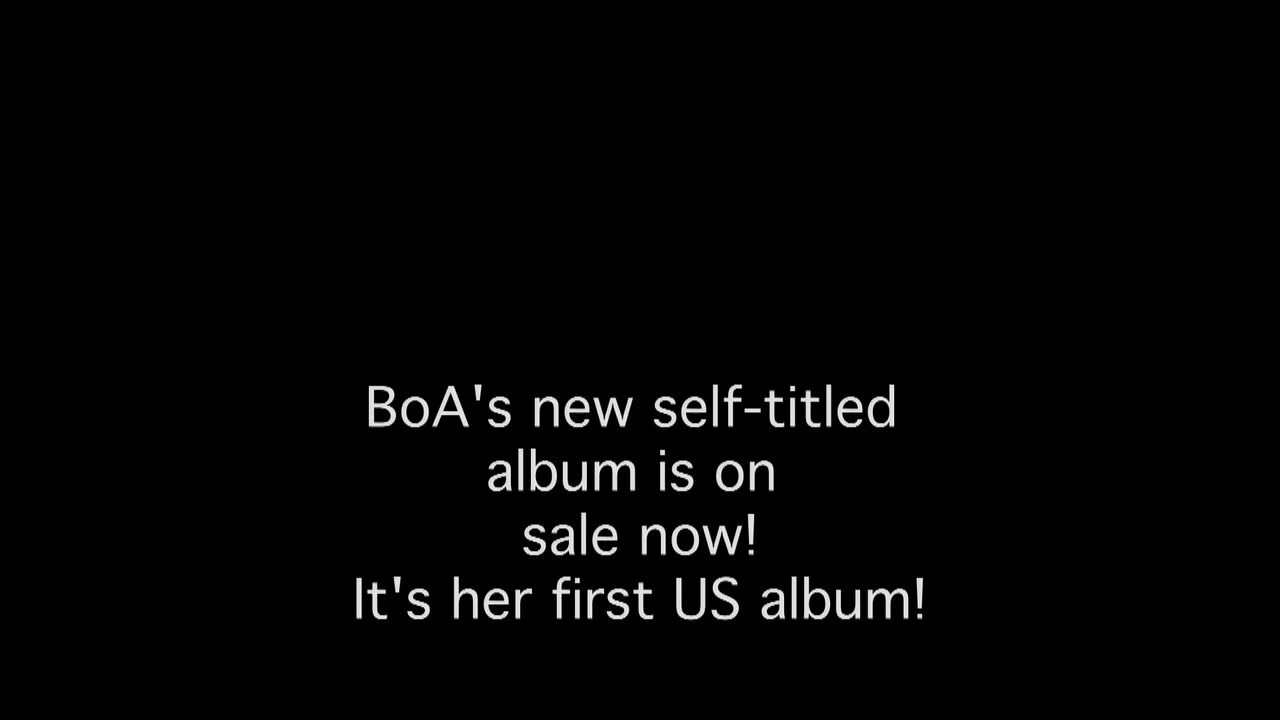 BoA's new self-titled
album is on
sale now!
It's her first US album!